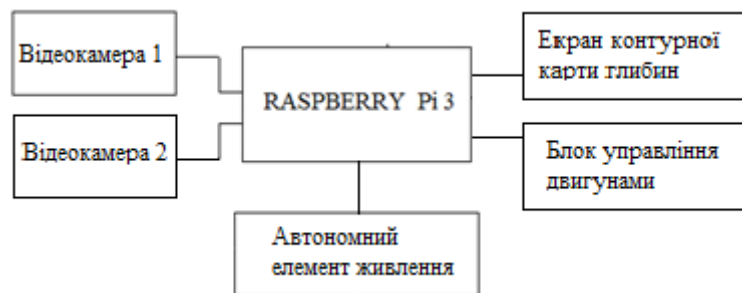 Відеокамера 1
Відеокамера 2
RASPBERRY Pi 3
Екран контурної
карти глибин
Блок управління
двигунами
Автономний
елемент живлення